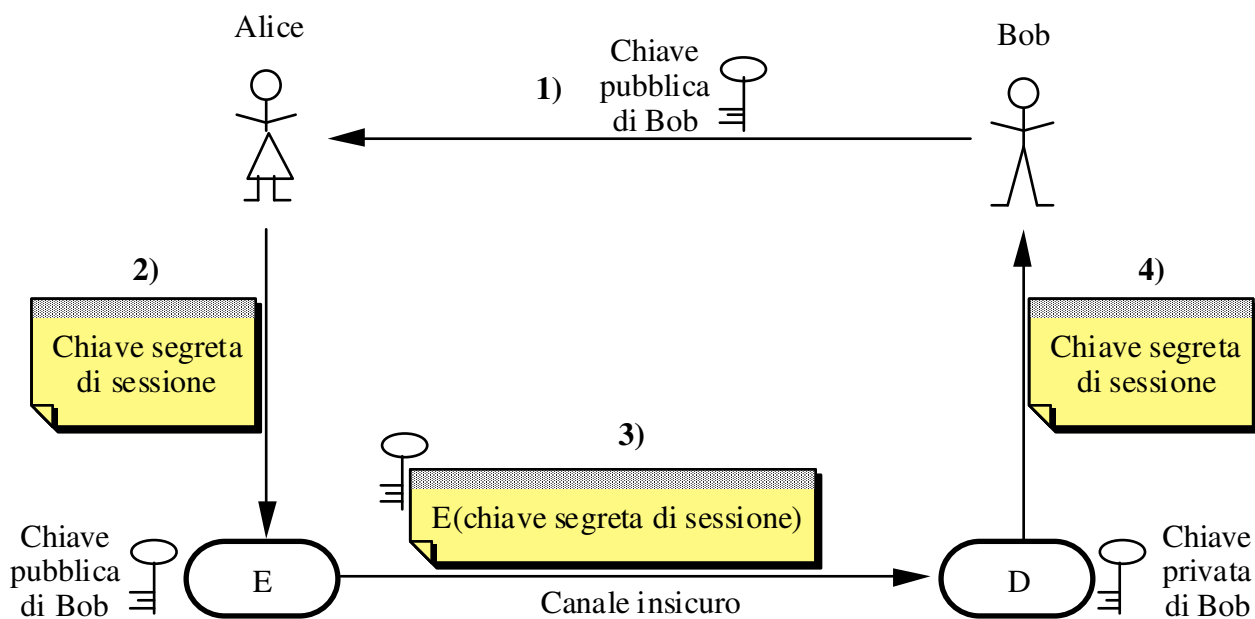 Alice
Bob
1)
Chiave
pubblica
di Bob
2)
Chiave segreta
di sessione
4)
Chiave segreta
di sessione
3)
E(chiave segreta di sessione)
Chiave
pubblica
di Bob
E
Canale insicuro
D
Chiave
privata
di Bob